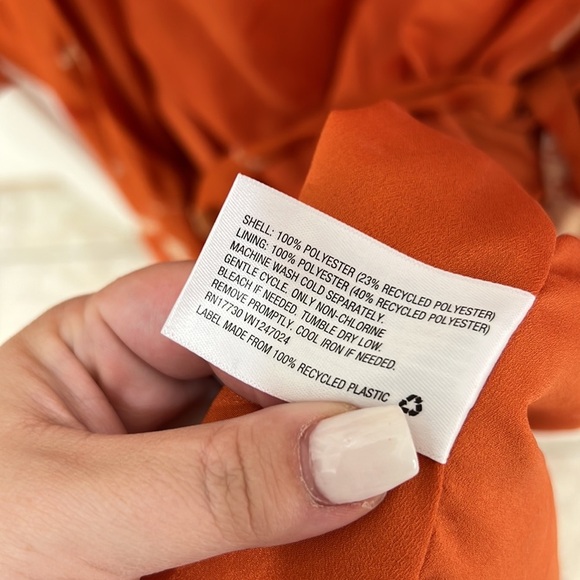 SHELL: 100% POLYESTER (23% RECYCLED POLYESTER)
LINING: 100% POLYESTER (40% RECYCLED POLYESTER)
MACHINE WASH COLD SEPARATELY.
GENTLE CYCLE. ONLY NON-CHLORINE
BLEACH IF NEEDED. TUMBLE DRY LOW.
REMOVE PROMPTLY. COOL IRON IF NEEDED.
RN17730 VN1247024
LABEL MADE FROM 100% RECYCLED PLASTIC